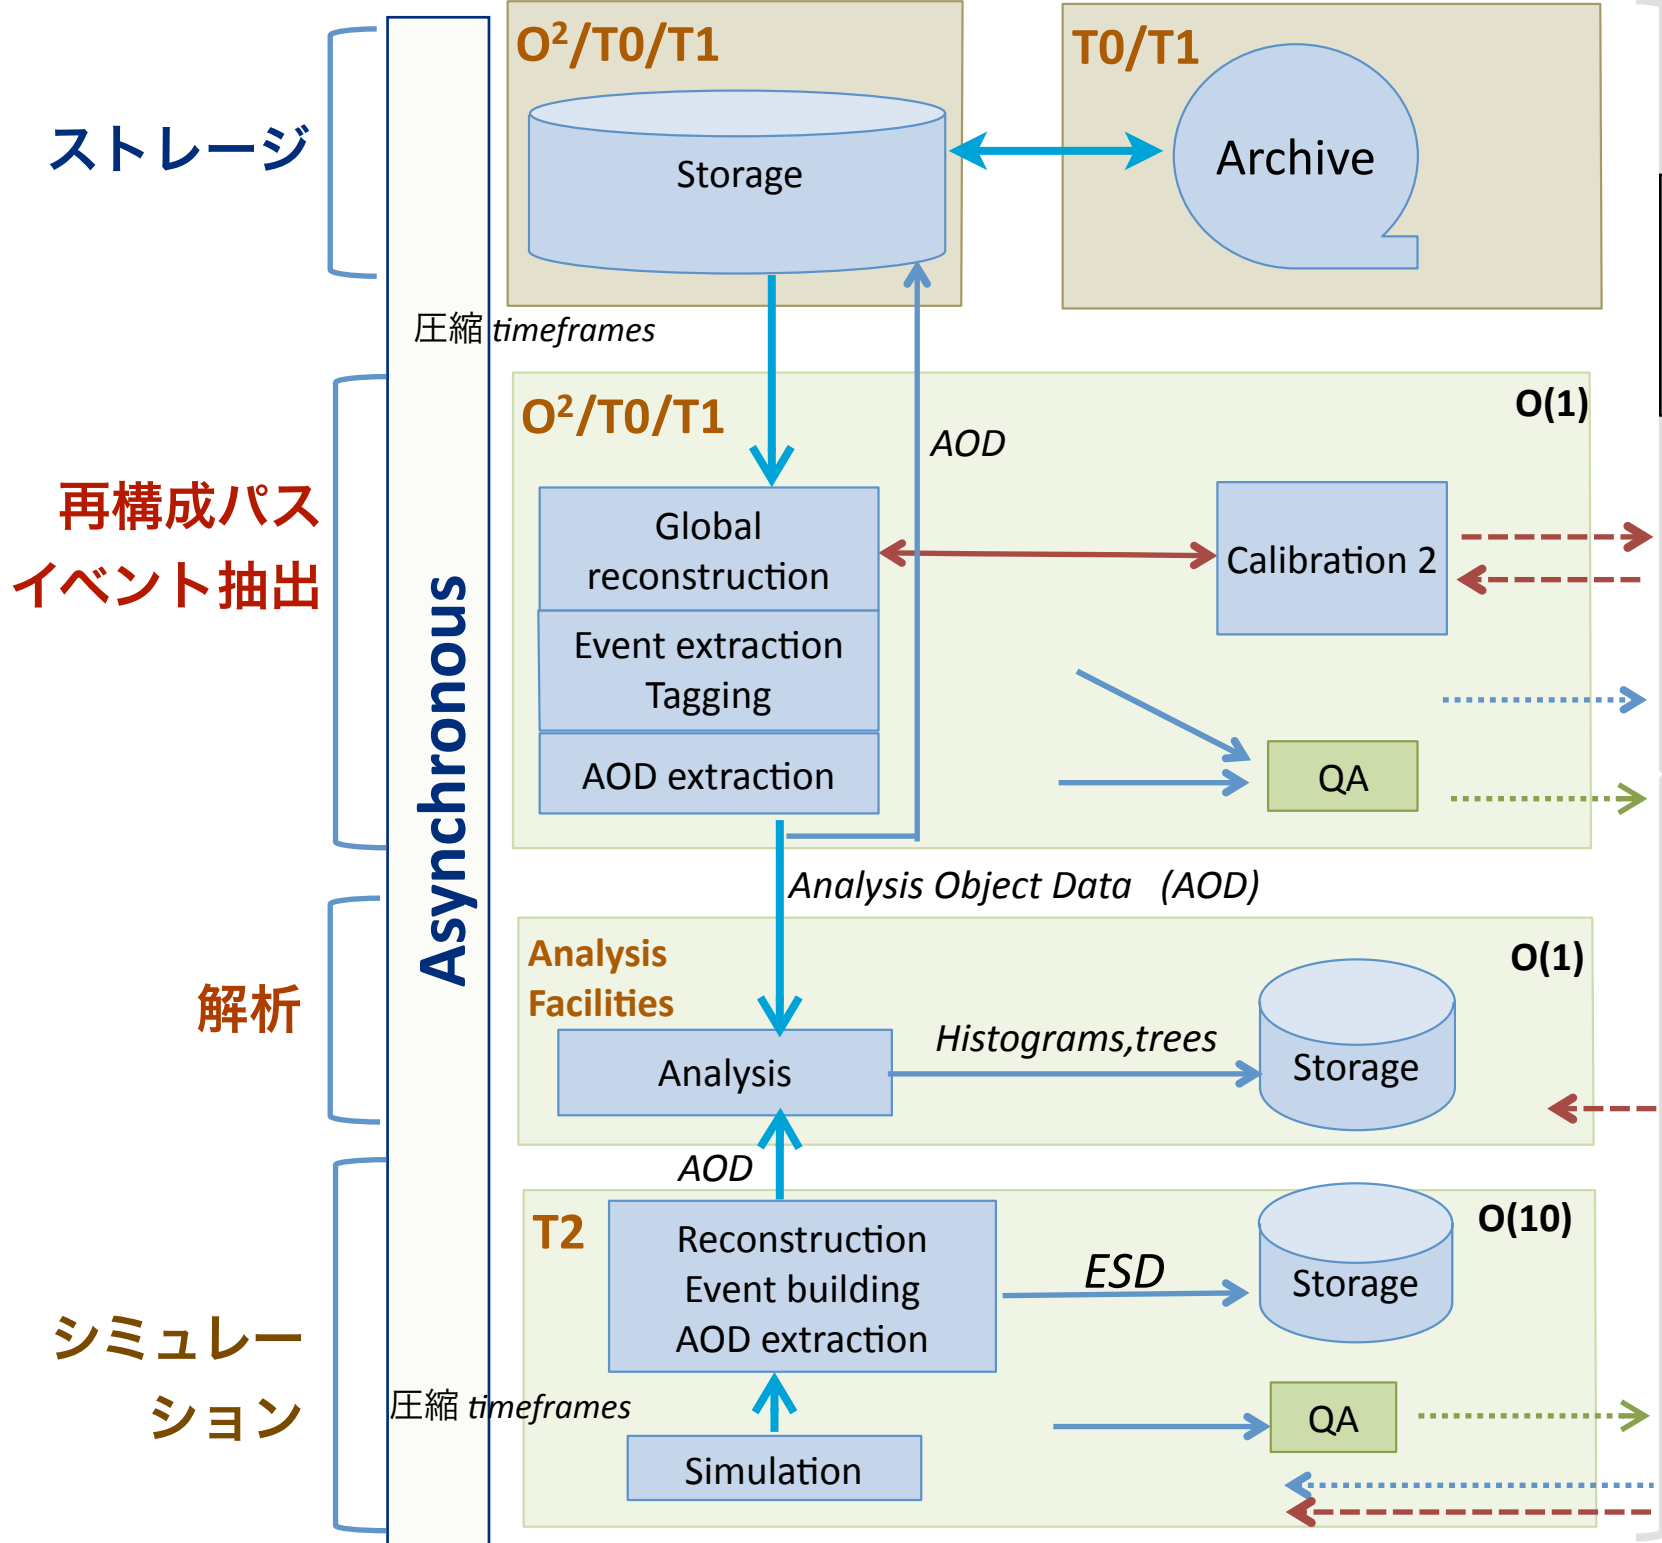 O²/T0/T1
T0/T1
ストレージ
Storage
Archive
圧縮 timeframes
O²/T0/T1
O(1)
AOD
再構成パス
イベント抽出
Global
reconstruction
Calibration 2
Event extraction
Tagging
AOD extraction
QA
Asynchronous
Analysis Object Data (AOD)
Analysis
Facilities
O(1)
解析
Analysis
Histograms,trees
Storage
AOD
T2
O(10)
Reconstruction
Event building
AOD extraction
ESD
Storage
シミュレー
ション
圧縮 timeframes
QA
Simulation